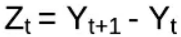 Zₜ = Yₜ₊₁ - Yₜ